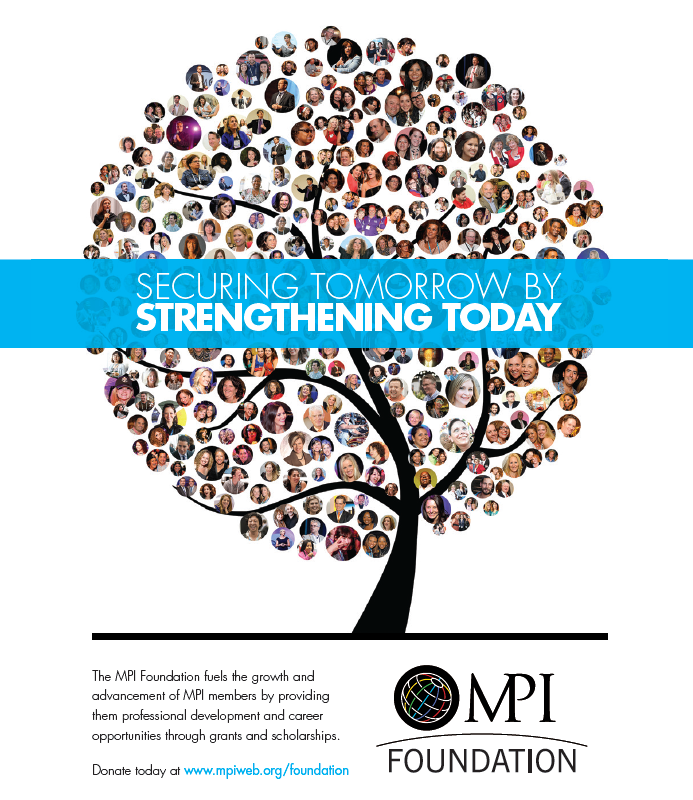 SECURING TOMORROW BY
STRENGTHENING TODAY
The MPI Foundation fuels the growth and
advancement of MPI members by providing
them professional development and career
opportunities through grants and scholarships.
Donate today at www.mpiweb.org/foundation
MPI
FOUNDATION